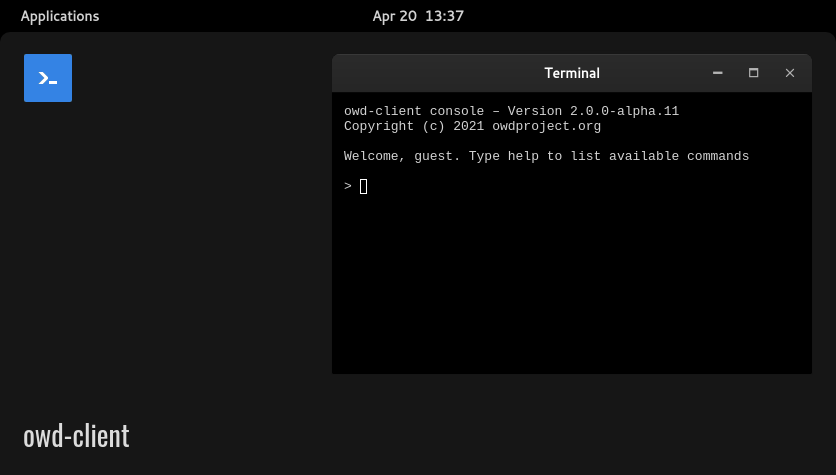 Applications
Apr 20 13:37
Terminal
owd-client console – Version 2.0.0-alpha.11
Copyright (c) 2021 owdproject.org
Welcome, guest. Type help to list available commands
>
owd-client